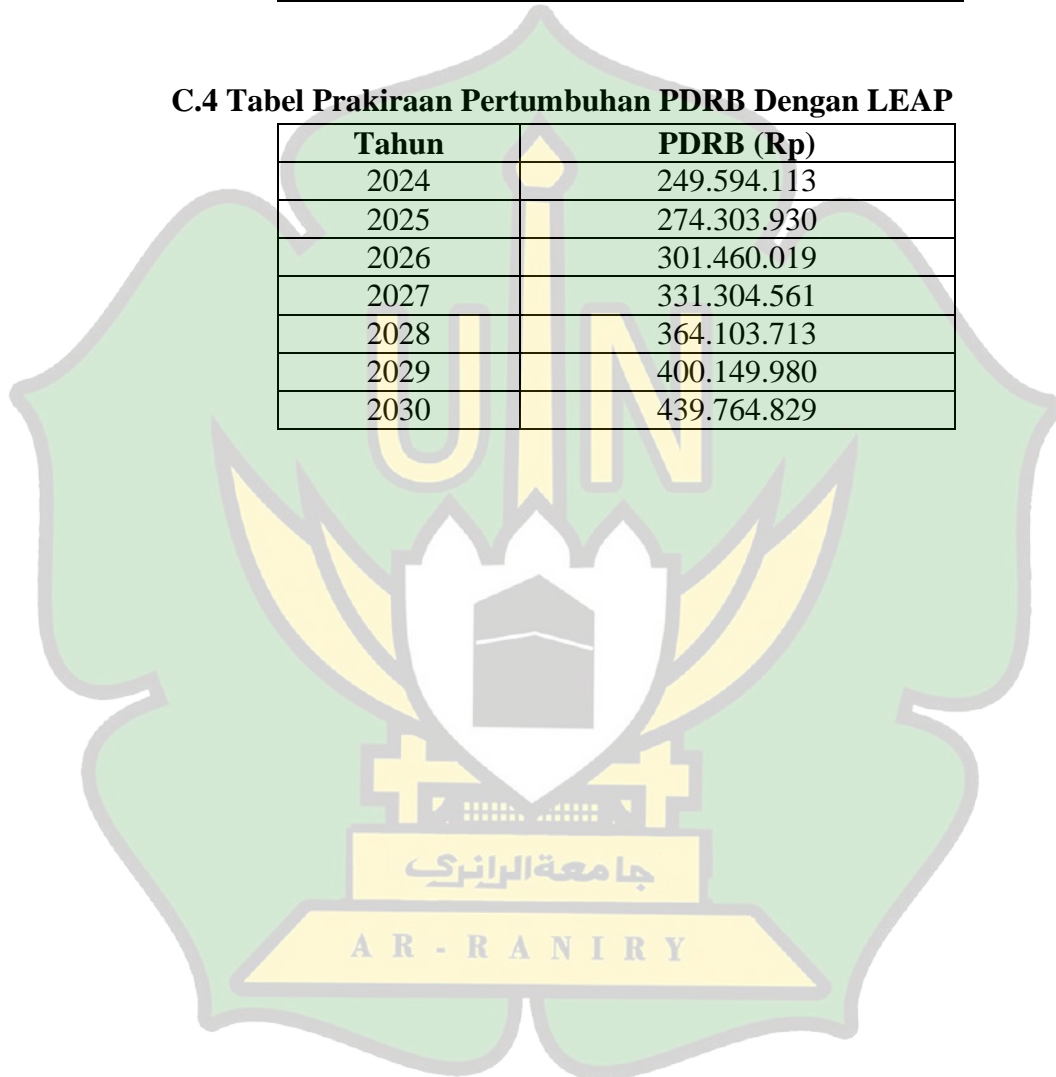 C.4 Tabel Prakiraan Pertumbuhan PDRB Dengan LEAP
Tahun PDRB (Rp)
2024 249.594.113
2025 274.303.930
2026 301.460.019
2027 331.304.561
2028 364.103.713
2029 400.149.980
2030 439.764.829
UIN
جامعةالرانري
AR-RANIRY